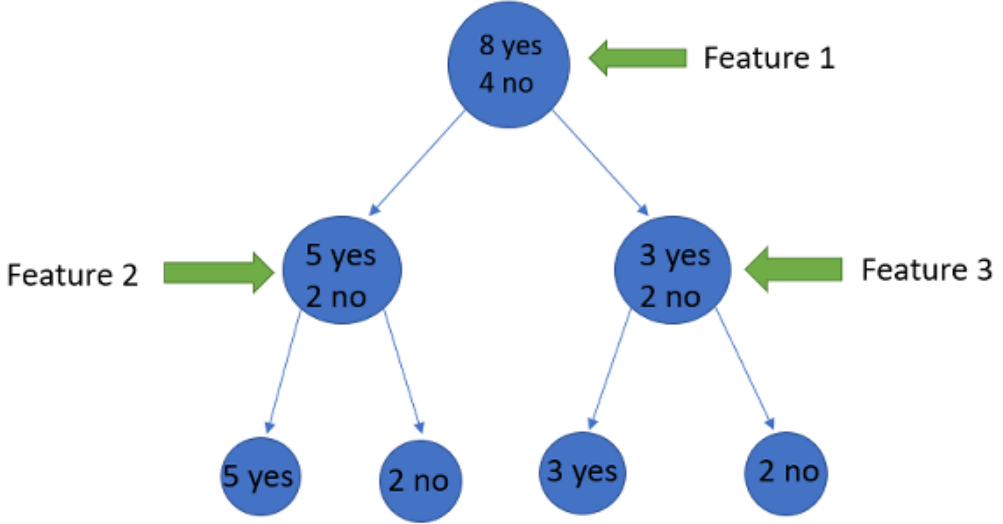 8 yes
4 no
Feature 1
5 yes
2 no
Feature 2
3 yes
2 no
Feature 3
5 yes
2 no
3 yes
2 no